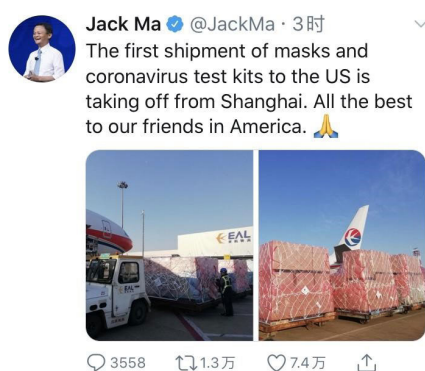 Jack Ma @JackMa · 3时
The first shipment of masks and
coronavirus test kits to the US is
taking off from Shanghai. All the best
to our friends in America.
EAL
3558 1.3万 7.4万